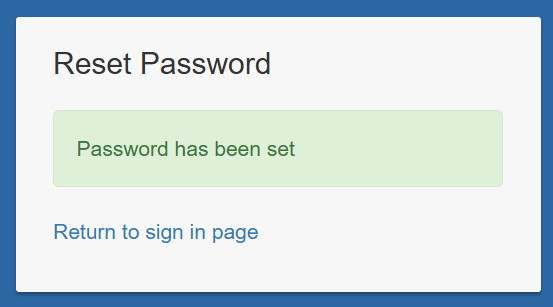 Reset Password
Password has been set
Return to sign in page